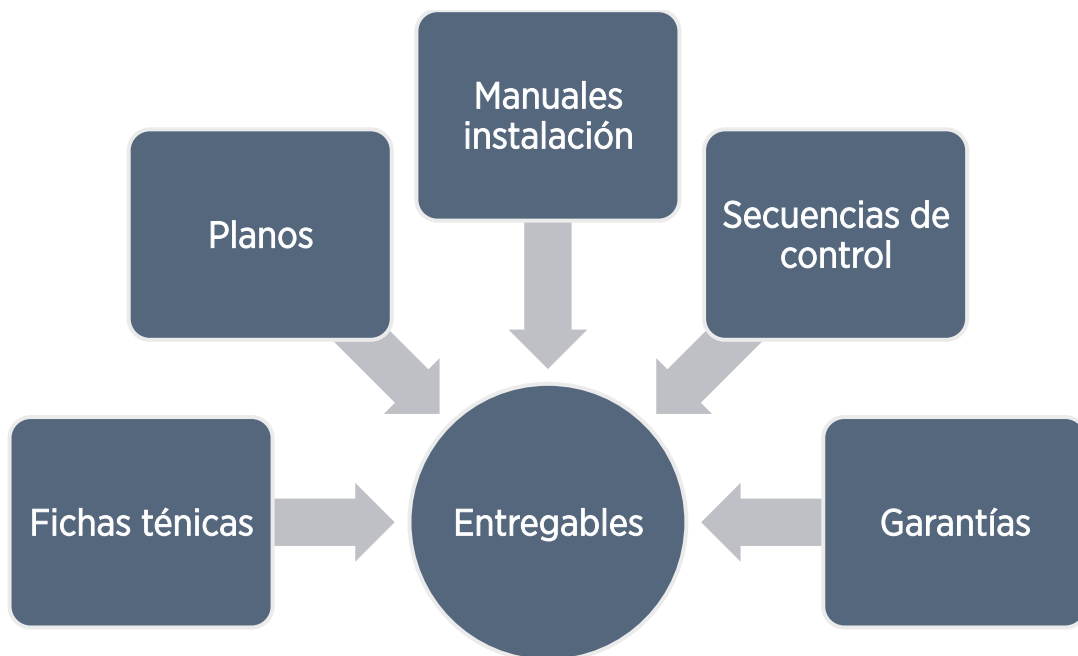 Manuales
instalación
Planos
Secuencias de
control
Fichas ténicas
Entregables
Garantías